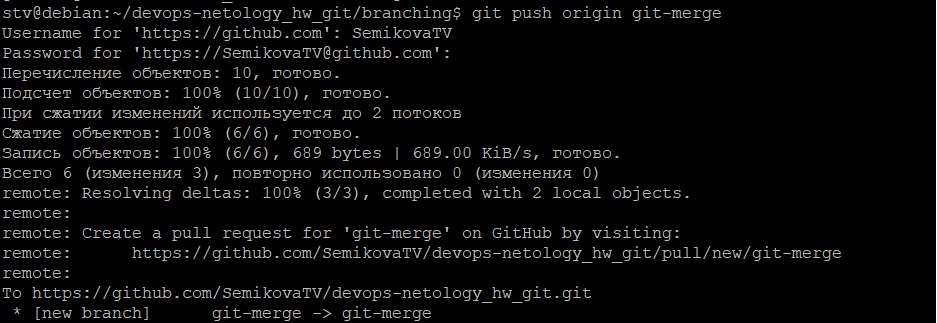 stv@debian:~/devops-netology_hw_git/branching$ git push origin git-merge
Username for 'https://github.com': SemikovaTV
Password for 'https://SemikovaTV@github.com':
Перечисление объектов: 10, готово.
Подсчет объектов: 100% (10/10), готово.
При сжатии изменений используется до 2 потоков
Сжатие объектов: 100% (6/6), готово.
Запись объектов: 100% (6/6), 689 bytes | 689.00 KiB/s, готово.
Всего 6 (изменения 3), повторно использовано 0 (изменения 0)
remote: Resolving deltas: 100% (3/3), completed with 2 local objects.
remote:
remote: Create a pull request for 'git-merge' on GitHub by visiting:
remote:      https://github.com/SemikovaTV/devops-netology_hw_git/pull/new/git-merge
remote:
To https://github.com/SemikovaTV/devops-netology_hw_git.git
 * [new branch]      git-merge -> git-merge